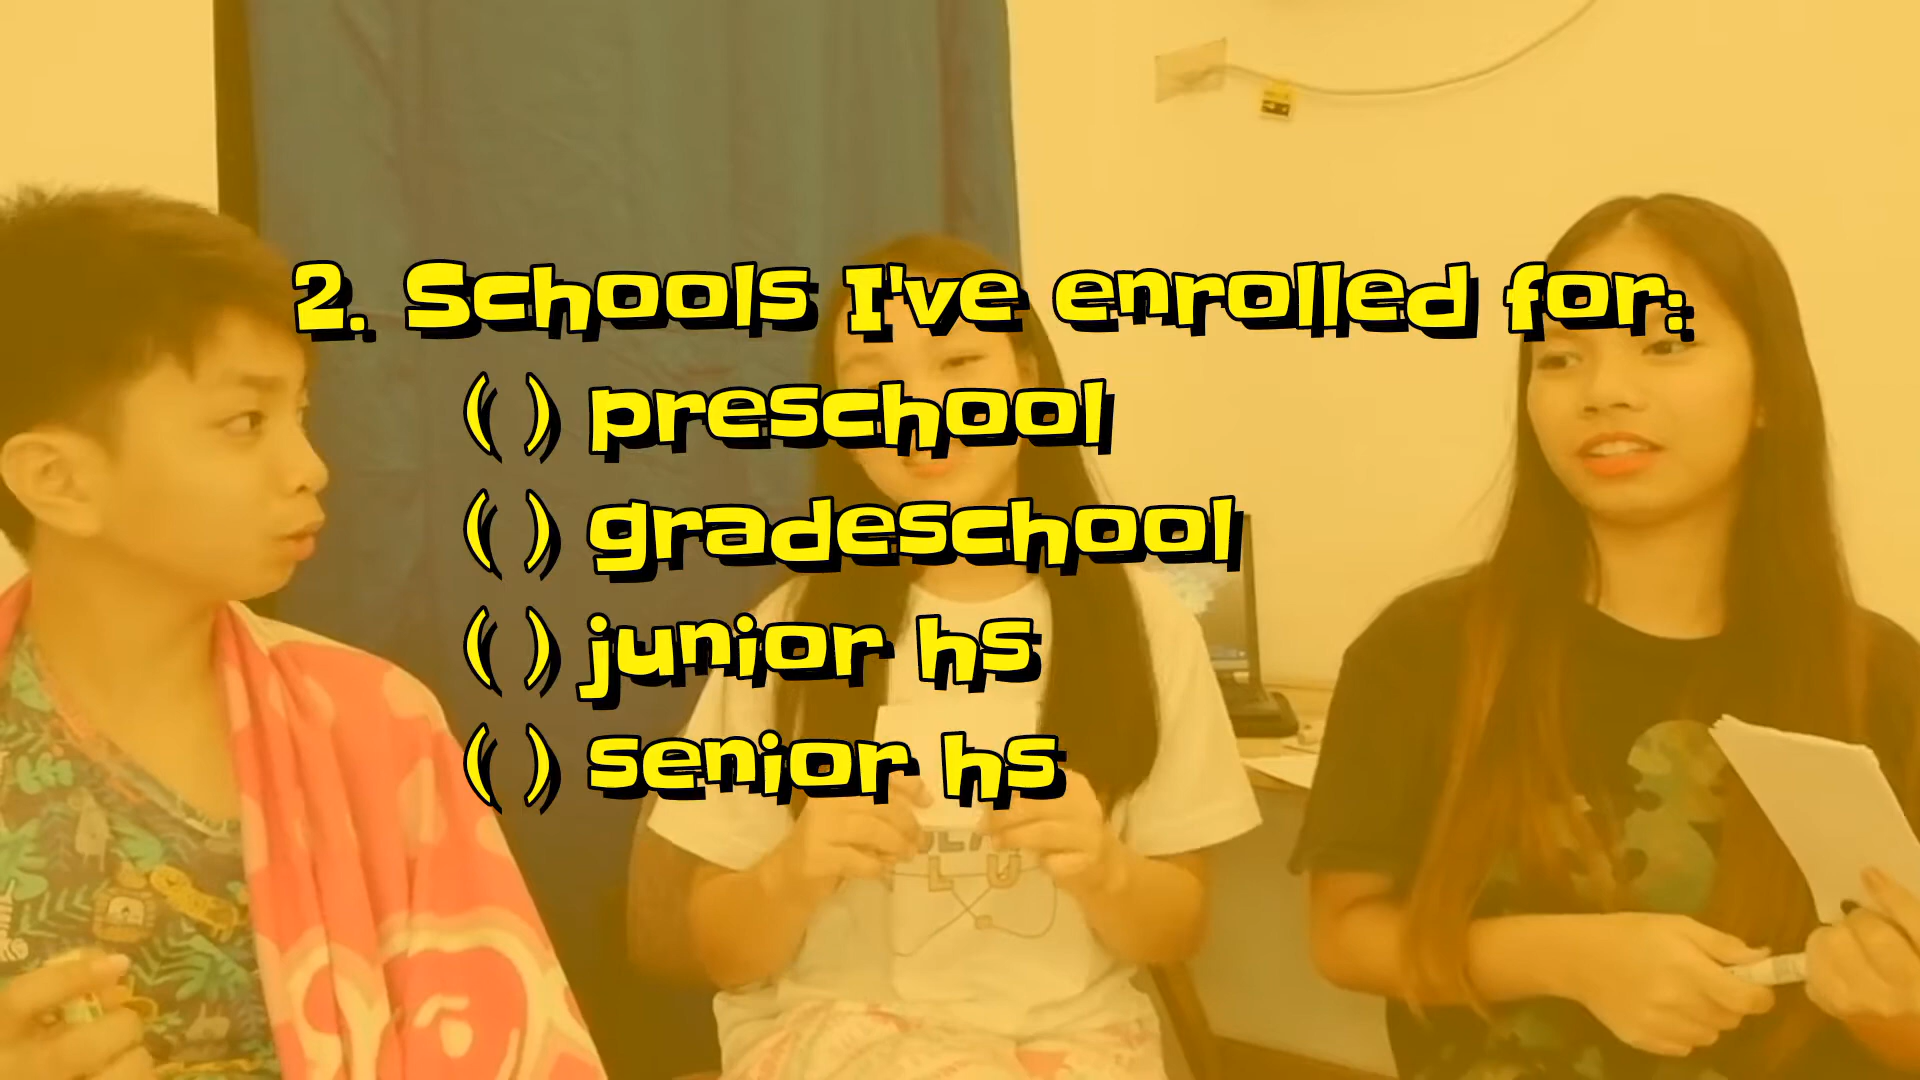 2. Schools I've enrolled for:
( ) preschool
( ) gradeschool
( ) junior hs
( ) senior hs